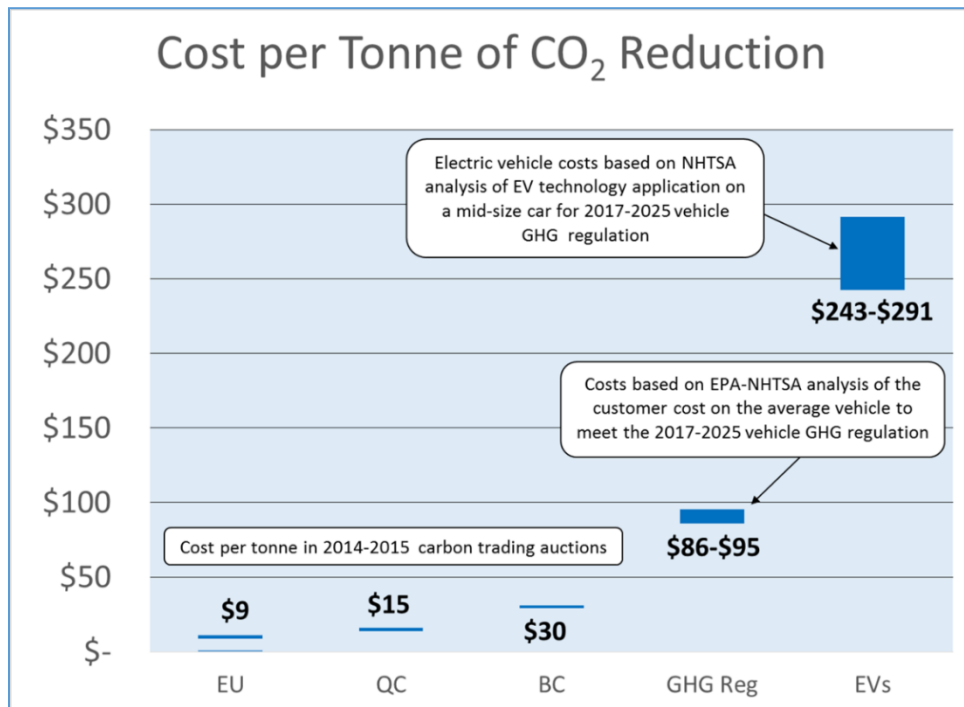 Cost per Tonne of CO₂ Reduction
$350
$300
$250
$200
$150
$100
$50
$-
Electric vehicle costs based on NHTSA
analysis of EV technology application on
a mid-size car for 2017-2025 vehicle
GHG regulation
$243-$291
Costs based on EPA-NHTSA analysis of the
customer cost on the average vehicle to
meet the 2017-2025 vehicle GHG regulation
$86-$95
Cost per tonne in 2014-2015 carbon trading auctions
$9
$15
$30
EU
QC
BC
GHG Reg
EVs